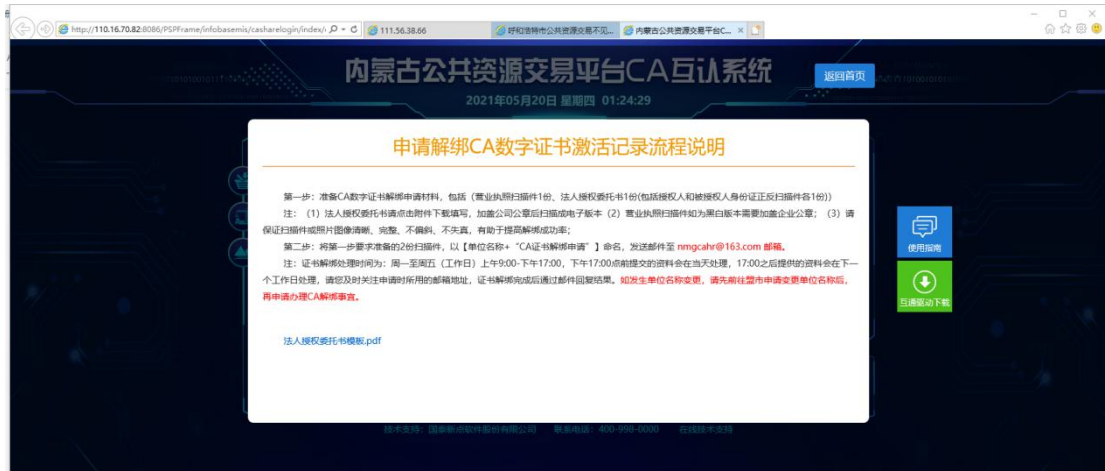 http://110.16.70.82:8086/PSPFrame/infobasemis/casharelogin/index/i
111.56.38.66
呼和浩特市公共资源交易不见...
内蒙古公共资源交易平台C...
内蒙古公共资源交易平台CA互认系统
返回首页
2021年05月20日 星期四 01:24:29
申请解绑CA数字证书激活记录流程说明
第一步：准备CA数字证书解绑申请材料，包括（营业执照扫描件1份、法人授权委托书1份(包括授权人和被授权人身份证正反扫描件各1份)）
注：（1）法人授权委托书请点击附件下载填写，加盖公司公章后扫描成电子版本（2）营业执照扫描件如为黑白版本需要加盖企业公章；（3）请
保证扫描件或照片图像清晰、完整、不偏斜、不失真，有助于提高解绑成功率；
第二步：将第一步要求准备的2份扫描件，以【单位名称+“CA证书解绑申请”】命名，发送邮件至 nmgcahr@163.com 邮箱。
注：证书解绑处理时间为：周一至周五（工作日）上午9:00-下午17:00，下午17:00点前提交的资料会在当天处理，17:00之后提供的资料会在下一
个工作日处理，请您及时关注申请时所用的邮箱地址，证书解绑完成后通过邮件回复结果。如发生单位名称变更，请先前往盟市申请变更单位名称后，
再申请办理CA解绑事宜。
法人授权委托书模板.pdf
使用指南
互通驱动下载
技术支持：国泰新点软件股份有限公司 联系电话：400-998-0000 在线技术支持